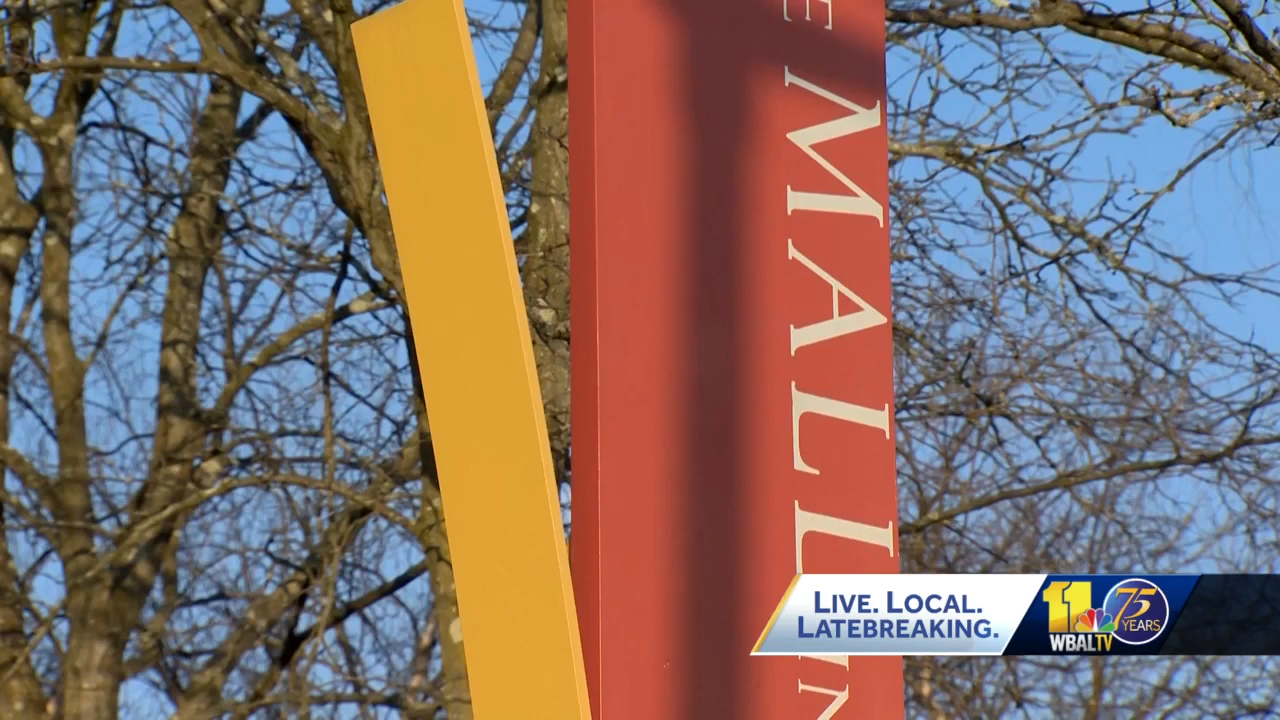 E MALL
LIVE. LOCAL.
LATEBREAKING.
11
WBALTV
75
YEARS